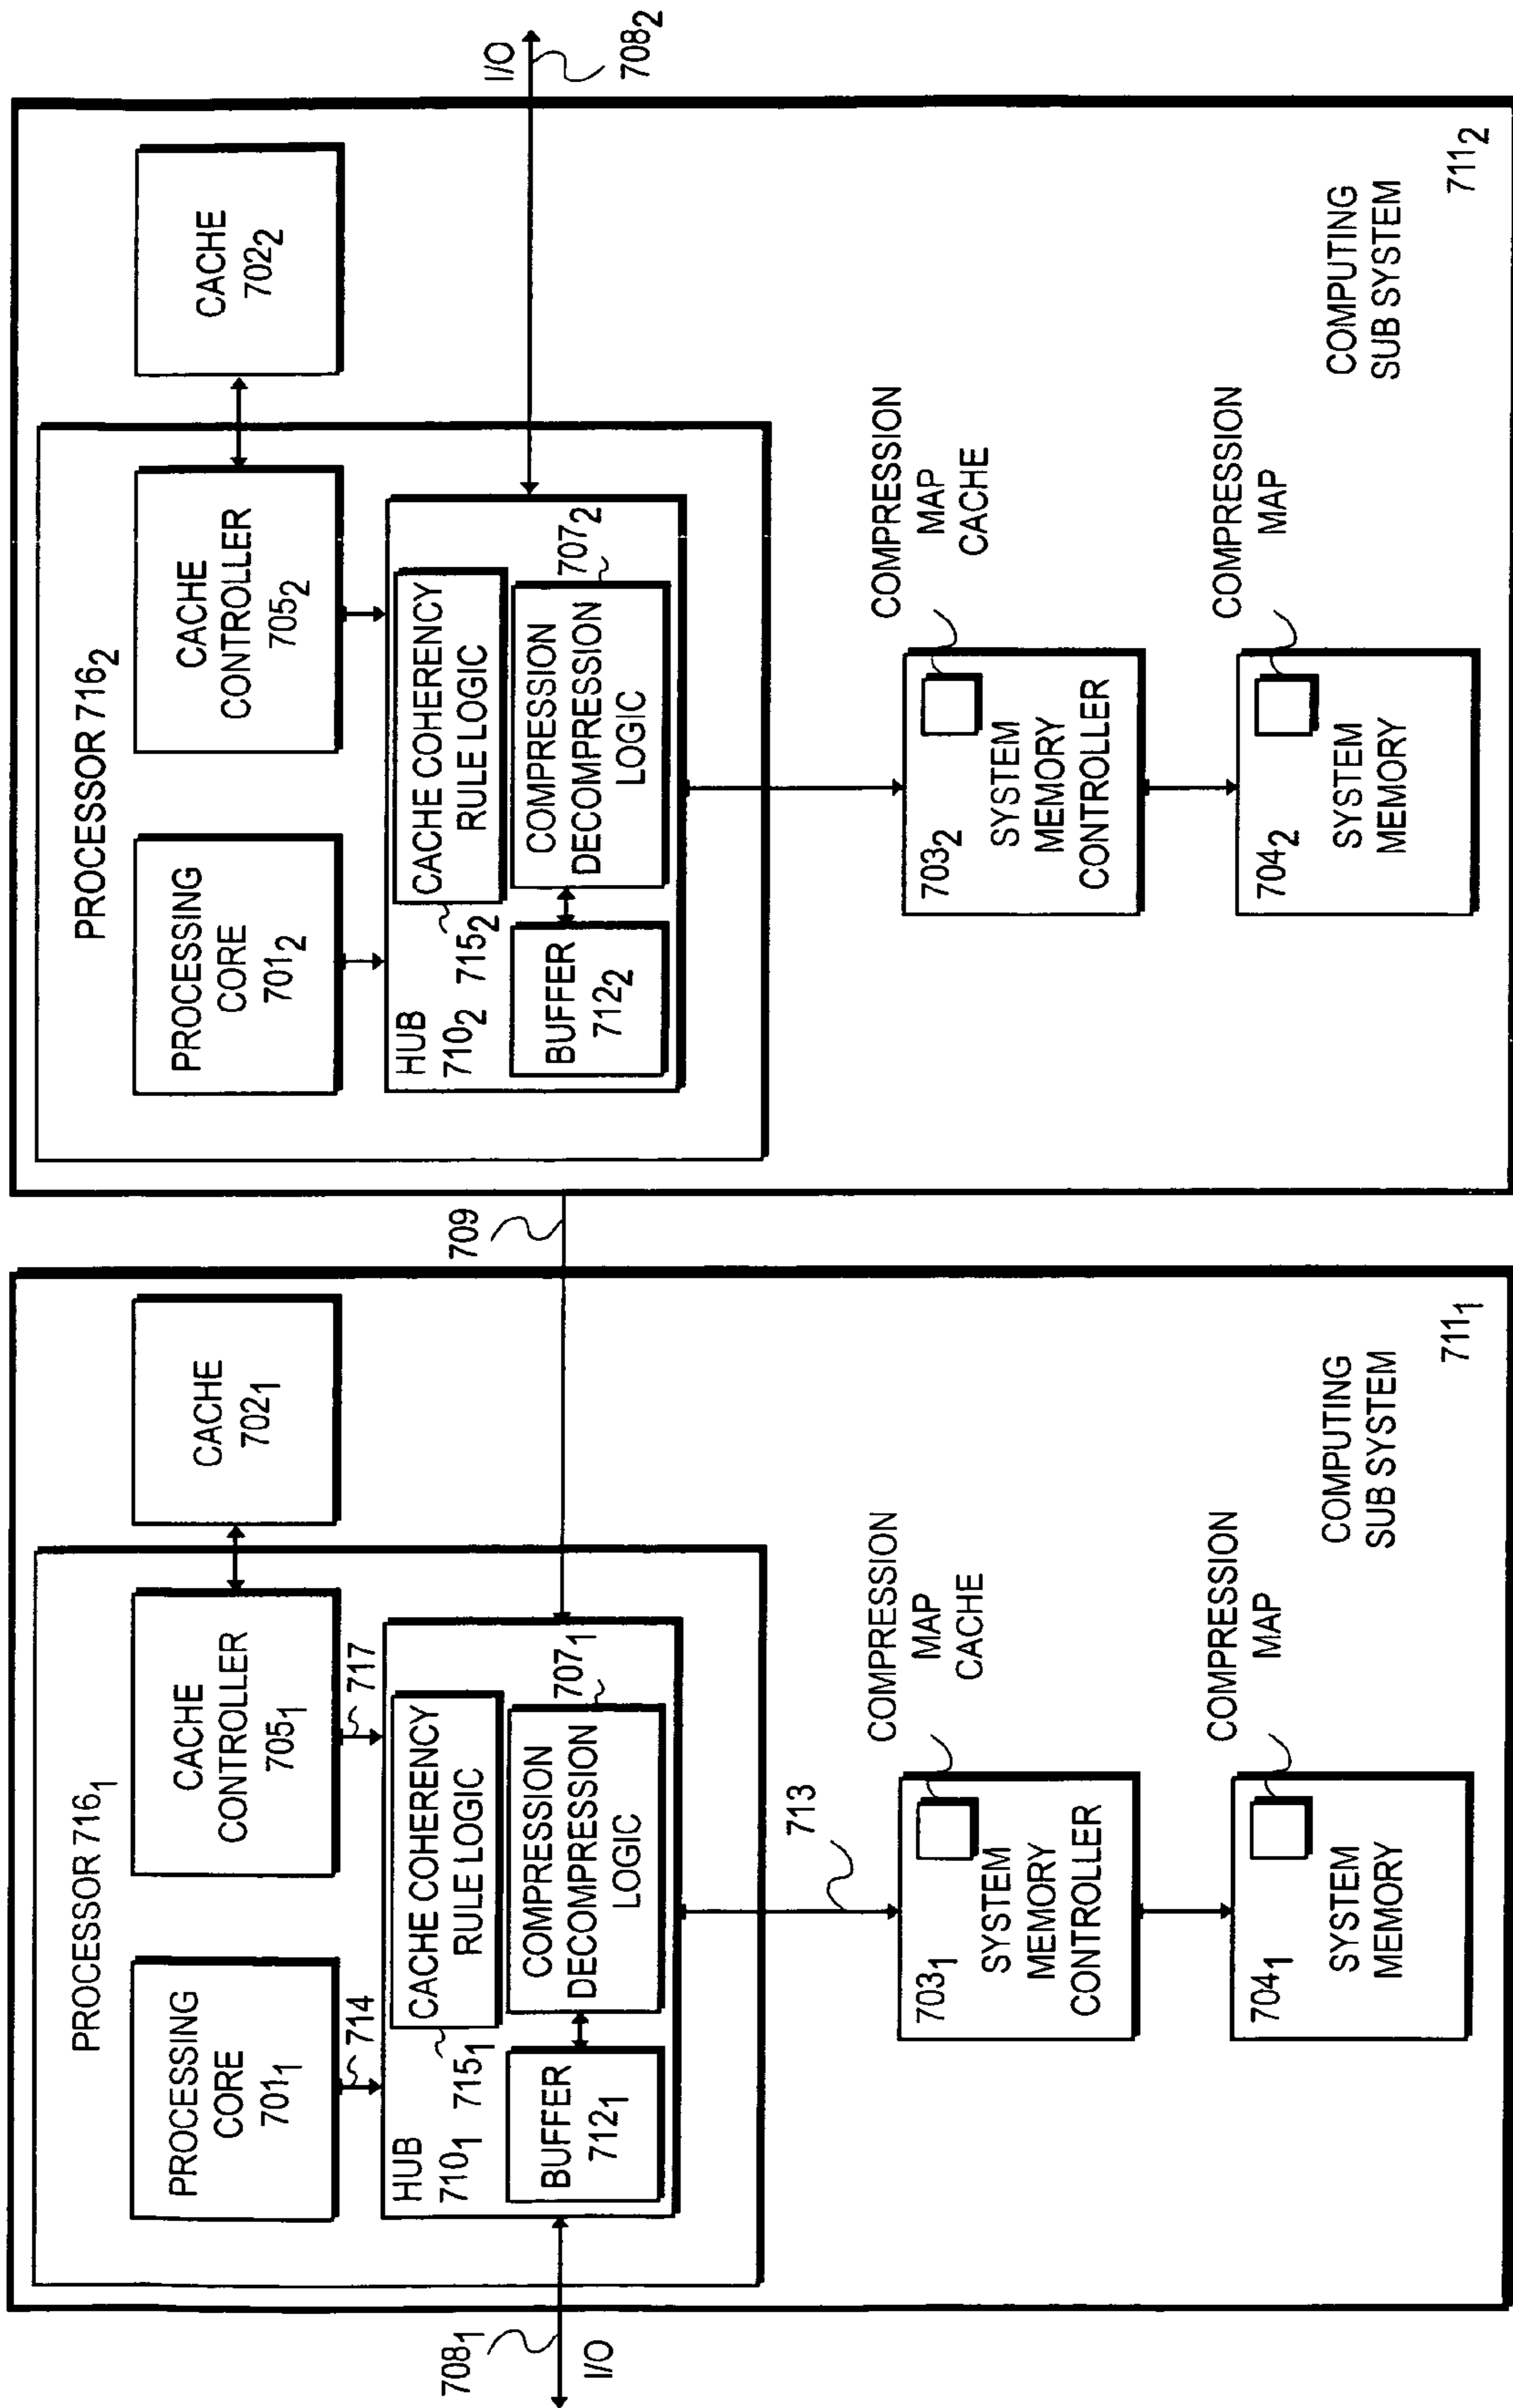 PROCESSOR 716₁
PROCESSING
CORE
701₁
714
CACHE
CONTROLLER
705₁
717
CACHE
702₁
HUB
710₁
715₁
CACHE COHERENCY
RULE LOGIC
707₁
BUFFER
712₁
COMPRESSION
DECOMPRESSION
LOGIC
708₁
I/O
713
703₁
SYSTEM
MEMORY
CONTROLLER
COMPRESSION
MAP
CACHE
704₁
SYSTEM
MEMORY
COMPRESSION
MAP
COMPUTING
SUB SYSTEM
711₁
709
PROCESSOR 716₂
PROCESSING
CORE
701₂
CACHE
CONTROLLER
705₂
CACHE
702₂
HUB
710₂
715₂
CACHE COHERENCY
RULE LOGIC
707₂
BUFFER
712₂
COMPRESSION
DECOMPRESSION
LOGIC
I/O
708₂
703₂
SYSTEM
MEMORY
CONTROLLER
COMPRESSION
MAP
CACHE
704₂
SYSTEM
MEMORY
COMPRESSION
MAP
COMPUTING
SUB SYSTEM
711₂